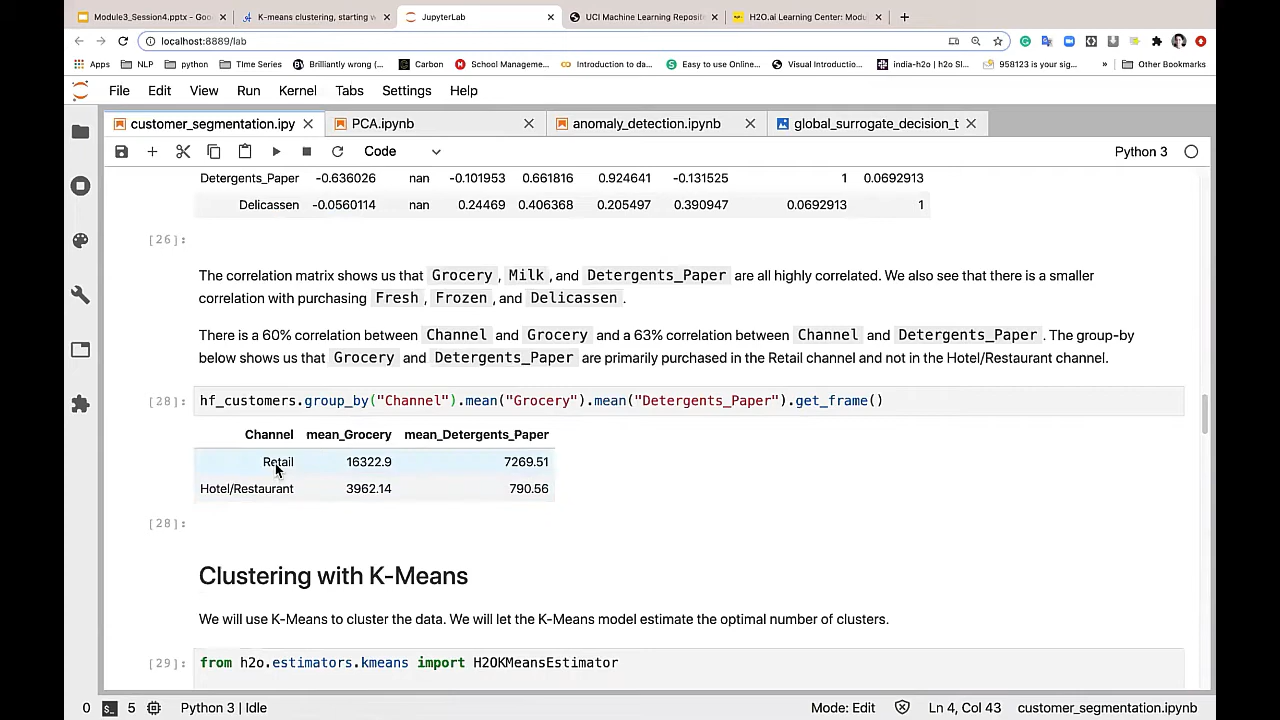 Module3_Session4.pptx - Goo
K-means clustering, starting w
JupyterLab
UCI Machine Learning Reposit
H2O.ai Learning Center: Modu
localhost:8889/lab
Apps
NLP
python
TIme Series
Brilliantly wrong (...
Carbon
School Manageme...
Introduction to da...
Easy to use Online...
Visual Introductio...
india-h2o | h2o Sl...
958123 is your sig...
»
Other Bookmarks
File Edit View Run Kernel Tabs Settings Help
customer_segmentation.ipy
PCA.ipynb
anomaly_detection.ipynb
global_surrogate_decision_t
Code
Python 3
Detergents_Paper -0.636026 nan -0.101953 0.661816 0.924641 -0.131525 1 0.0692913
Delicassen -0.0560114 nan 0.24469 0.406368 0.205497 0.390947 0.0692913 1
[26]:
The correlation matrix shows us that Grocery , Milk , and Detergents_Paper are all highly correlated. We also see that there is a smaller
correlation with purchasing Fresh , Frozen , and Delicassen .
There is a 60% correlation between Channel and Grocery and a 63% correlation between Channel and Detergents_Paper . The group-by
below shows us that Grocery and Detergents_Paper are primarily purchased in the Retail channel and not in the Hotel/Restaurant channel.
[28]: hf_customers.group_by("Channel").mean("Grocery").mean("Detergents_Paper").get_frame()
Channel mean_Grocery mean_Detergents_Paper
Retail 16322.9 7269.51
Hotel/Restaurant 3962.14 790.56
[28]:
Clustering with K-Means
We will use K-Means to cluster the data. We will let the K-Means model estimate the optimal number of clusters.
[29]: from h2o.estimators.kmeans import H2OKMeansEstimator
0 5 Python 3 | Idle Mode: Edit Ln 4, Col 43 customer_segmentation.ipynb